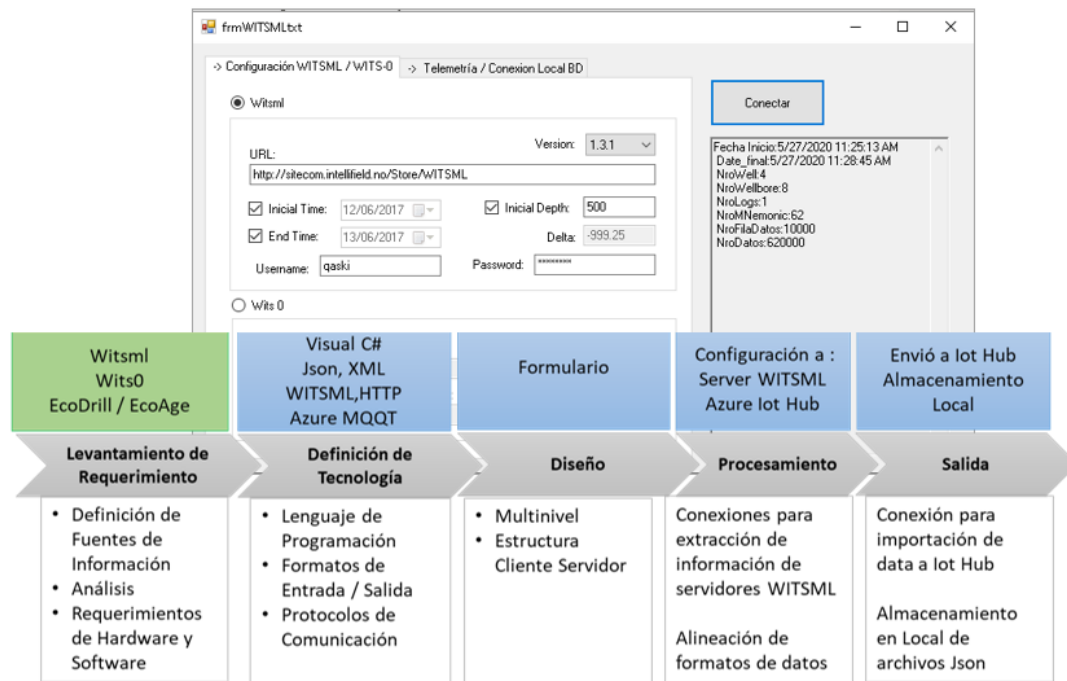 frmWITSMLtxt
-> Configuración WITSML / WITS-0
-> Telemetría / Conexion Local BD
Witsml
Conectar
URL:
Version: 1.3.1
http://sitecom.intellifield.no/Store/WITSML
Inicial Time: 12/06/2017
Inicial Depth: 500
End Time: 13/06/2017
Delta: -999.25
Username: qaski
Password: ********
Wits 0
Fecha Inicio:5/27/2020 11:25:13 AM
Date_final:5/27/2020 11:28:45 AM
NroWell:4
NroWellbore:8
NroLogs:1
NroMNemonic:62
NroFilaDatos:10000
NroDatos:620000
Witsml
Wits0
EcoDrill / EcoAge
Visual C#
Json, XML
WITSML,HTTP
Azure MQQT
Formulario
Configuración a :
Server WITSML
Azure Iot Hub
Envió a Iot Hub
Almacenamiento
Local
Levantamiento de
Requerimiento
Definición de
Tecnología
Diseño
Procesamiento
Salida
• Definición de
Fuentes de
Información
• Análisis
• Requerimientos
de Hardware y
Software
• Lenguaje de
Programación
• Formatos de
Entrada / Salida
• Protocolos de
Comunicación
• Multinivel
• Estructura
Cliente Servidor
Conexiones para
extracción de
información de
servidores WITSML
Alineación de
formatos de datos
Conexión para
importación de
data a Iot Hub
Almacenamiento
en Local de
archivos Json